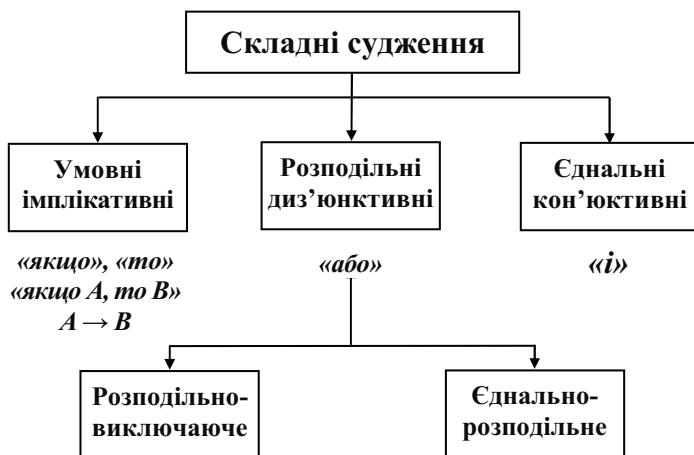 Складні судження
Умовні
імплікативні
Розподільні
диз’юнктивні
Єднальні
кон’юктивні
«якщо», «то»
«якщо А, то В»
А → В
«або»
«і»
Розподільно-
виключаюче
Єднально-
розподільне